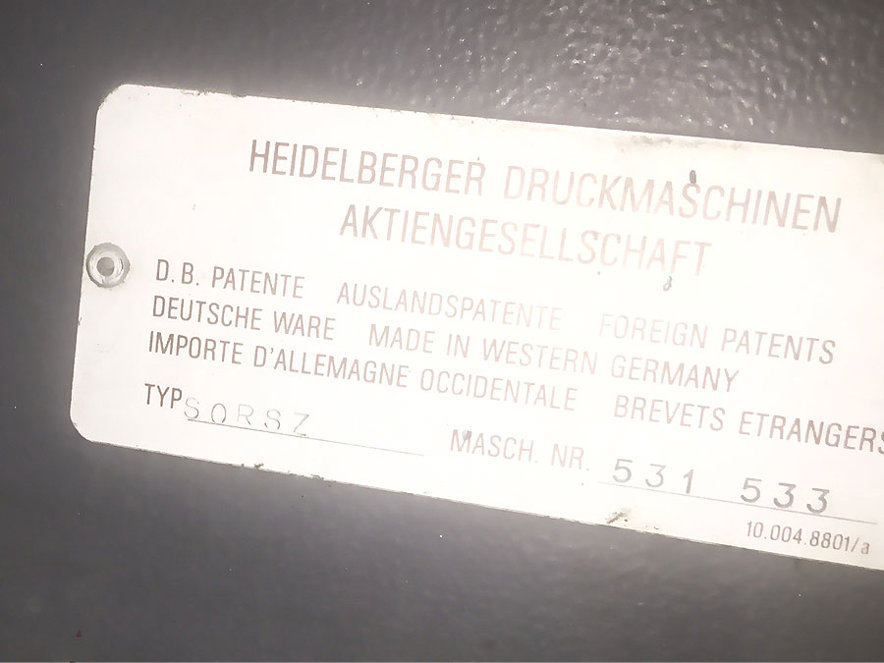 HEIDELBERGER DRUCKMASCHINEN
AKTIENGESELLSCHAFT
D.B. PATENTE AUSLANDSPATENTE FOREIGN PATENTS
DEUTSCHE WARE MADE IN WESTERN GERMANY
IMPORTE D'ALLEMAGNE OCCIDENTALE BREVETS ETRANGERS
TYP SORSZ MASCH. NR. 531 533
10.004.8801/a